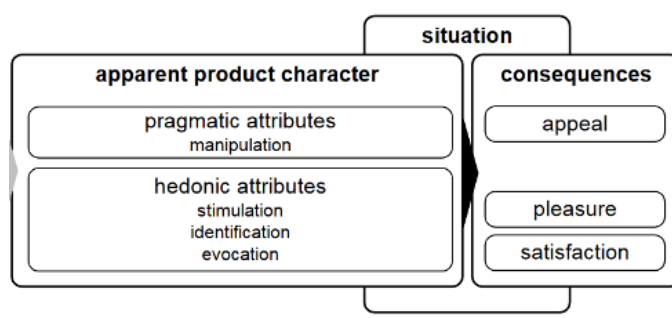 situation
apparent product character
consequences
pragmatic attributes
manipulation
appeal
hedonic attributes
stimulation
identification
evocation
pleasure
satisfaction